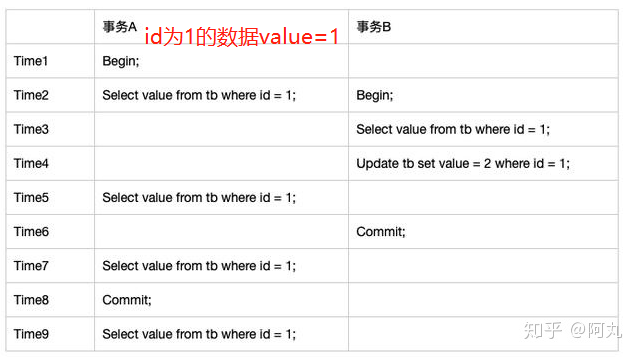 事务A 事务B
id为1的数据value=1
Time1 Begin;
Time2 Select value from tb where id = 1; Begin;
Time3 Select value from tb where id = 1;
Time4 Update tb set value = 2 where id = 1;
Time5 Select value from tb where id = 1;
Time6 Commit;
Time7 Select value from tb where id = 1;
Time8 Commit;
Time9 Select value from tb where id = 1;
知乎 @阿丸